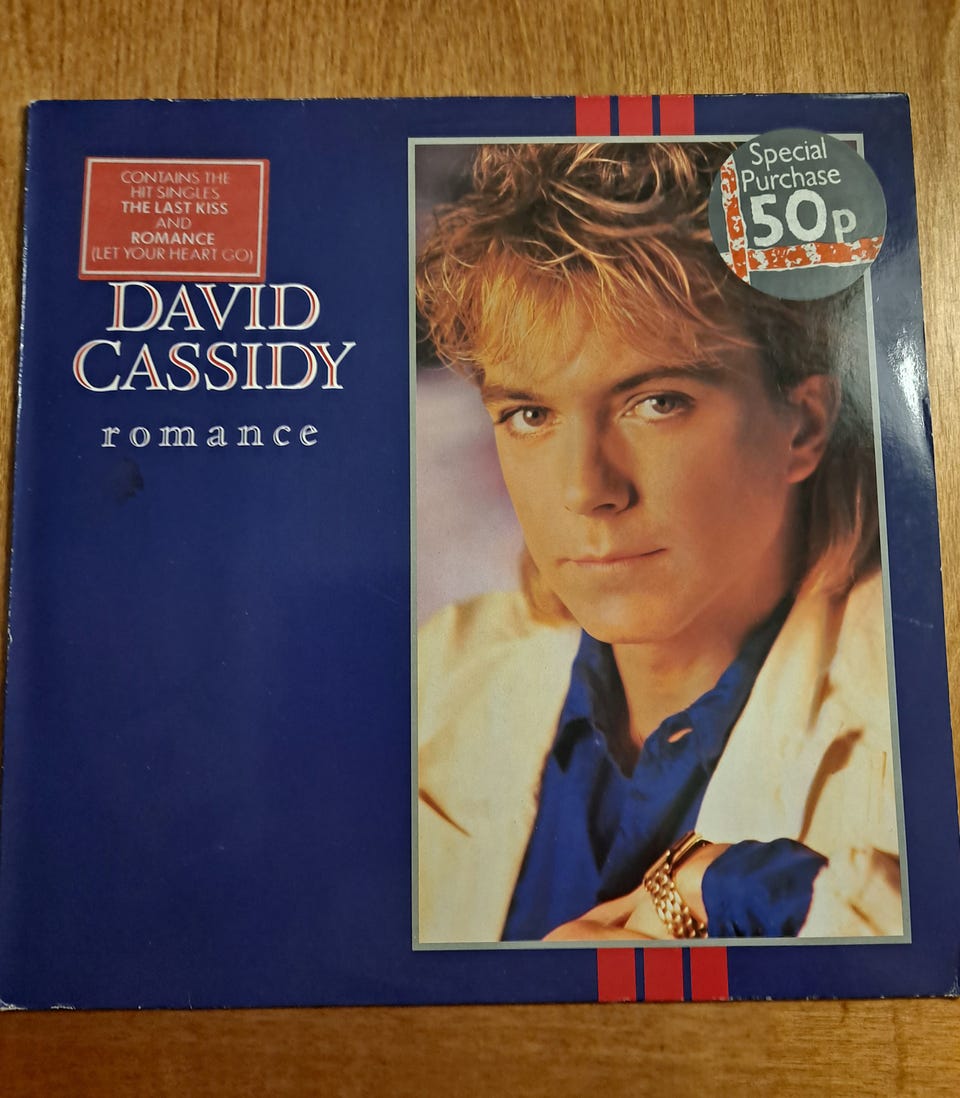 CONTAINS THE
HIT SINGLES
THE LAST KISS
AND
ROMANCE
(LET YOUR HEART GO)
DAVID
CASSIDY
romance
Special
Purchase
50p